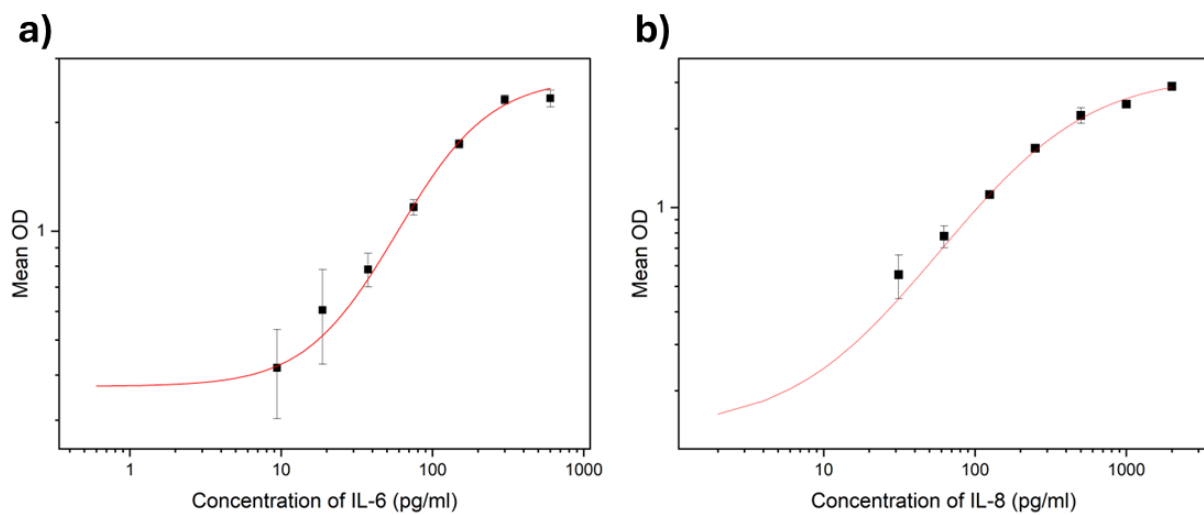 a)
Mean OD
1
1
10
100
1000
Concentration of IL-6 (pg/ml)
b)
Mean OD
1
10
100
1000
Concentration of IL-8 (pg/ml)